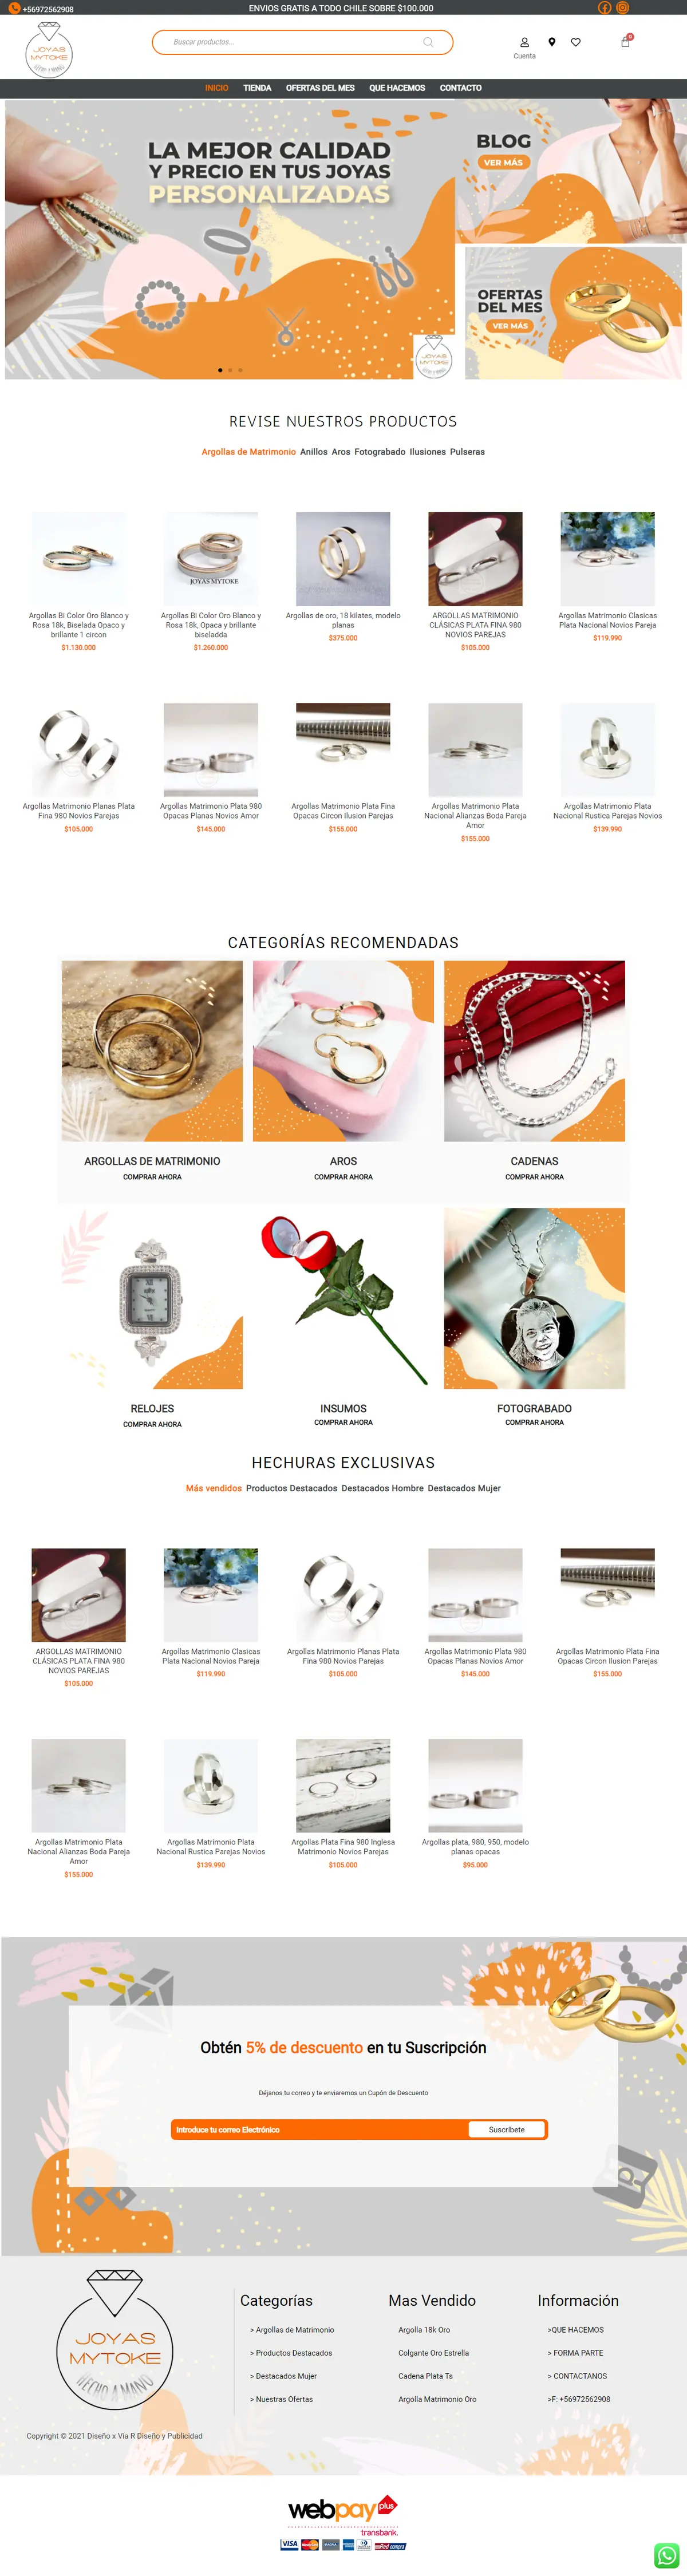 +56972562908
ENVIOS GRATIS A TODO CHILE SOBRE $100.000
JOYAS
MYTOKE
HECHO A MANO
Buscar productos...
Cuenta
0
INICIO TIENDA OFERTAS DEL MES QUE HACEMOS CONTACTO
LA MEJOR CALIDAD
Y PRECIO EN TUS JOYAS
PERSONALIZADAS
JOYAS
MYTOKE
BLOG
VER MÁS
OFERTAS
DEL MES
VER MÁS
REVISE NUESTROS PRODUCTOS
Argollas de Matrimonio Anillos Aros Fotograbado Ilusiones Pulseras
JOYAS MYTOKE
Argollas Bi Color Oro Blanco y
Rosa 18k, Biselada Opaco y
brillante 1 circon
$1.130.000
Argollas Bi Color Oro Blanco y
Rosa 18k, Opaca y brillante
biseladda
$1.260.000
Argollas de oro, 18 kilates, modelo
planas
$375.000
ARGOLLAS MATRIMONIO
CLÁSICAS PLATA FINA 980
NOVIOS PAREJAS
$105.000
Argollas Matrimonio Clasicas
Plata Nacional Novios Pareja
$119.990
Argollas Matrimonio Planas Plata
Fina 980 Novios Parejas
$105.000
Argollas Matrimonio Plata 980
Opacas Planas Novios Amor
$145.000
Argollas Matrimonio Plata Fina
Opacas Circon Ilusion Parejas
$155.000
Argollas Matrimonio Plata
Nacional Alianzas Boda Pareja
Amor
$155.000
Argollas Matrimonio Plata
Nacional Rustica Parejas Novios
$139.990
CATEGORÍAS RECOMENDADAS
ARGOLLAS DE MATRIMONIO
COMPRAR AHORA
AROS
COMPRAR AHORA
CADENAS
COMPRAR AHORA
RELOJES
COMPRAR AHORA
INSUMOS
COMPRAR AHORA
FOTOGRABADO
COMPRAR AHORA
HECHURAS EXCLUSIVAS
Más vendidos Productos Destacados Destacados Hombre Destacados Mujer
ARGOLLAS MATRIMONIO
CLÁSICAS PLATA FINA 980
NOVIOS PAREJAS
$105.000
Argollas Matrimonio Clasicas
Plata Nacional Novios Pareja
$119.990
Argollas Matrimonio Planas Plata
Fina 980 Novios Parejas
$105.000
Argollas Matrimonio Plata 980
Opacas Planas Novios Amor
$145.000
Argollas Matrimonio Plata Fina
Opacas Circon Ilusion Parejas
$155.000
Argollas Matrimonio Plata
Nacional Alianzas Boda Pareja
Amor
$155.000
Argollas Matrimonio Plata
Nacional Rustica Parejas Novios
$139.990
Argollas Plata Fina 980 Inglesa
Matrimonio Novios Parejas
$105.000
Argollas plata, 980, 950, modelo
planas opacas
$95.000
Obtén 5% de descuento en tu Suscripción
Déjanos tu correo y te enviaremos un Cupón de Descuento
Introduce tu correo Electrónico
Suscríbete
JOYAS
MYTOKE
HECHO A MANO
Copyright © 2021 Diseño x Via R Diseño y Publicidad
Categorías
> Argollas de Matrimonio
> Productos Destacados
> Destacados Mujer
> Nuestras Ofertas
Mas Vendido
Argolla 18k Oro
Colgante Oro Estrella
Cadena Plata Ts
Argolla Matrimonio Oro
Información
>QUE HACEMOS
> FORMA PARTE
> CONTACTANOS
>F: +56972562908
webpay plus
transbank.
VISA MasterCard MAGNA AMERICAN EXPRESS Diners Club RedCompra